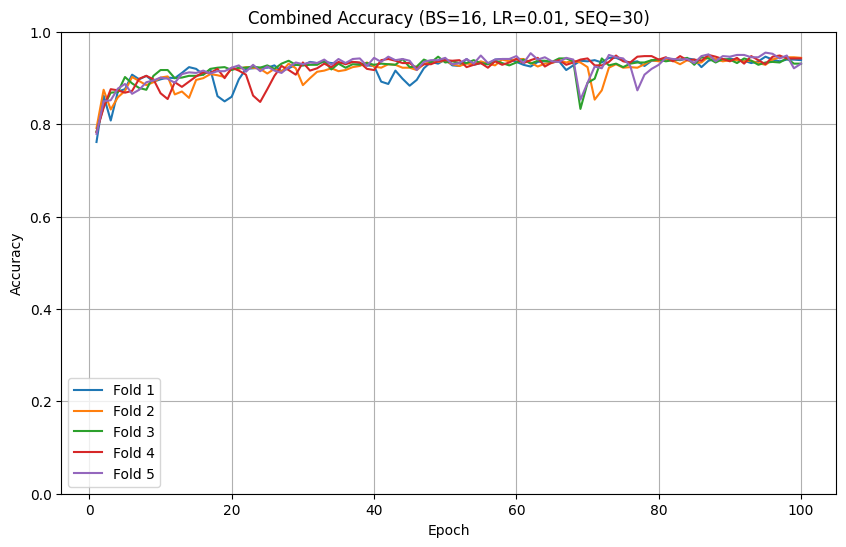 Combined Accuracy (BS=16, LR=0.01, SEQ=30)
1.0
0.8
0.6
0.4
0.2
0.0
Accuracy
Fold 1
Fold 2
Fold 3
Fold 4
Fold 5
0 20 40 60 80 100
Epoch